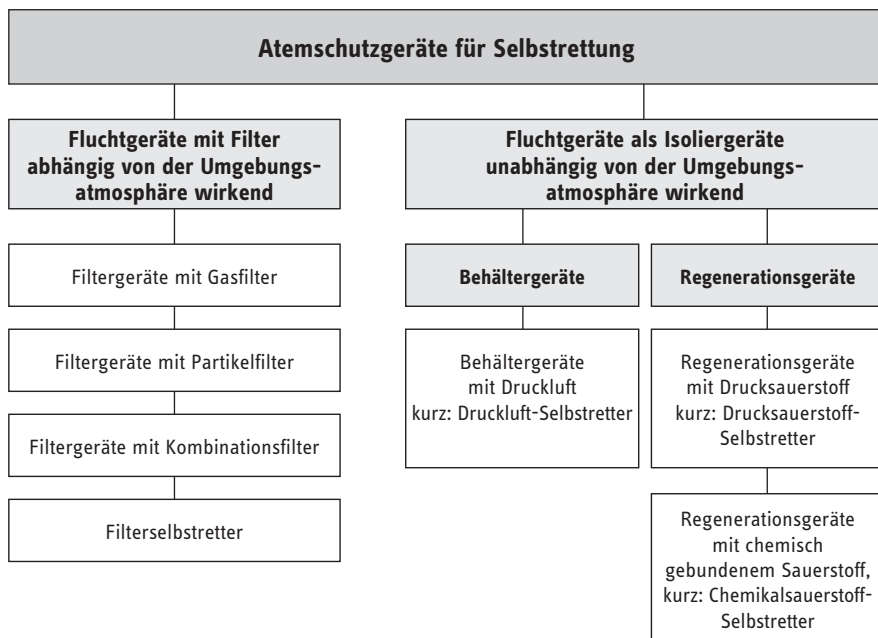 Atemschutzgeräte für Selbstrettung
Fluchtgeräte mit Filter
abhängig von der Umgebungs-
atmosphäre wirkend
Filtergeräte mit Gasfilter
Filtergeräte mit Partikelfilter
Filtergeräte mit Kombinationsfilter
Filterselbstretter
Fluchtgeräte als Isoliergeräte
unabhängig von der Umgebungs-
atmosphäre wirkend
Behältergeräte
Behältergeräte
mit Druckluft
kurz: Druckluft-Selbstretter
Regenerationsgeräte
Regenerationsgeräte
mit Drucksauerstoff
kurz: Drucksauerstoff-
Selbstretter
Regenerationsgeräte
mit chemisch
gebundenem Sauerstoff,
kurz: Chemikalsauerstoff-
Selbstretter